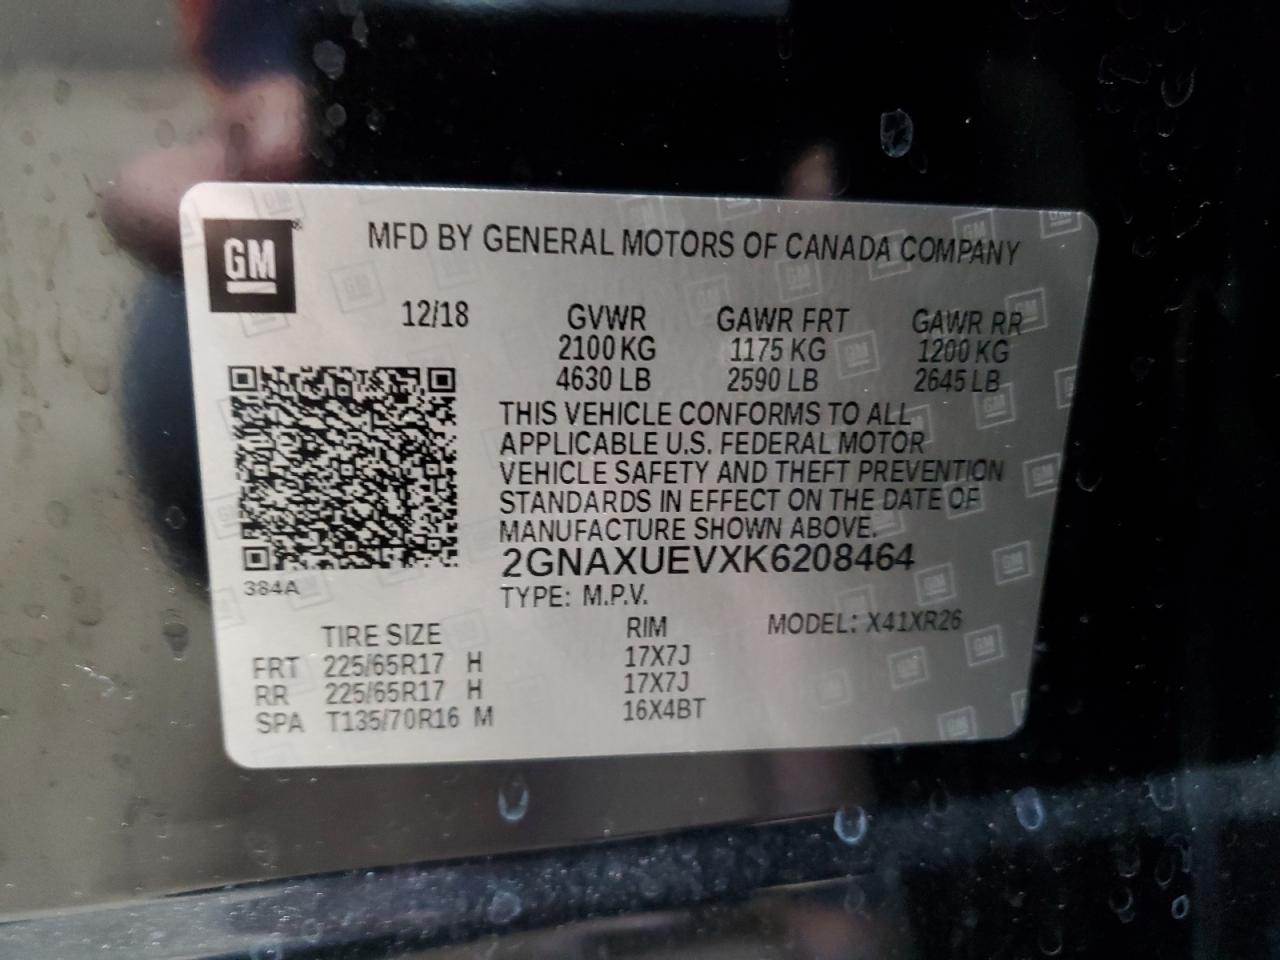 GM
MFD BY GENERAL MOTORS OF CANADA COMPANY
12/18 GVWR GAWR FRT GAWR RR
2100 KG 1175 KG 1200 KG
4630 LB 2590 LB 2645 LB
THIS VEHICLE CONFORMS TO ALL
APPLICABLE U.S. FEDERAL MOTOR
VEHICLE SAFETY AND THEFT PREVENTION
STANDARDS IN EFFECT ON THE DATE OF
MANUFACTURE SHOWN ABOVE.
2GNAXUEVXK6208464
384A
TYPE: M.P.V.
TIRE SIZE RIM MODEL: X41XR26
FRT 225/65R17 H 17X7J
RR 225/65R17 H 17X7J
SPA T135/70R16 M 16X4BT